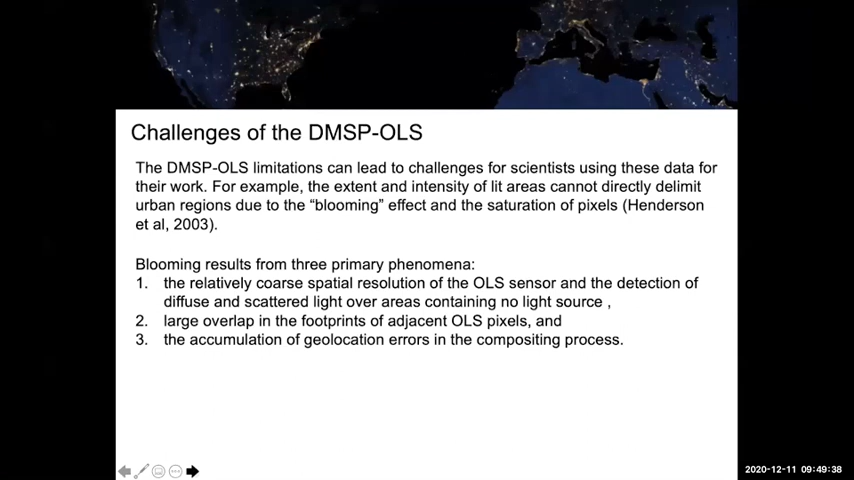 Challenges of the DMSP-OLS
The DMSP-OLS limitations can lead to challenges for scientists using these data for
their work. For example, the extent and intensity of lit areas cannot directly delimit
urban regions due to the “blooming” effect and the saturation of pixels (Henderson
et al, 2003).
Blooming results from three primary phenomena:
1. the relatively coarse spatial resolution of the OLS sensor and the detection of
diffuse and scattered light over areas containing no light source ,
2. large overlap in the footprints of adjacent OLS pixels, and
3. the accumulation of geolocation errors in the compositing process.
2020-12-11 09:49:38